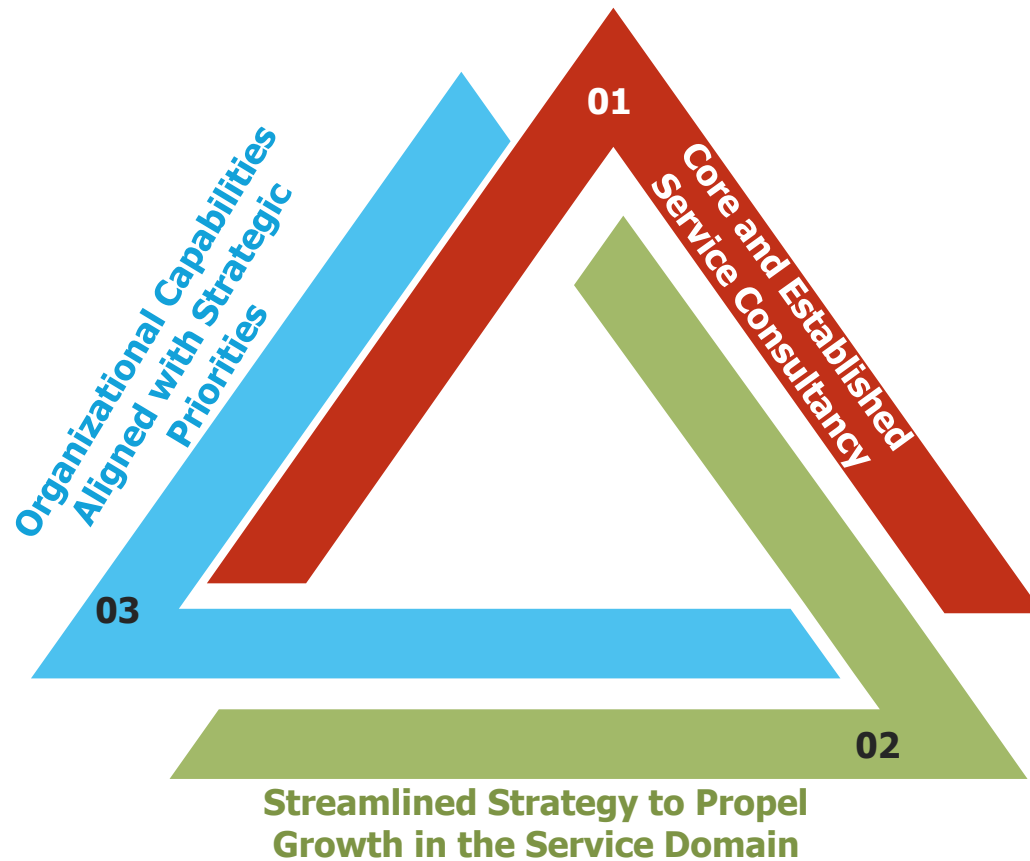 01
Core and Established
Service Consultancy
02
Streamlined Strategy to Propel
Growth in the Service Domain
03
Organizational Capabilities
Aligned with Strategic
Priorities